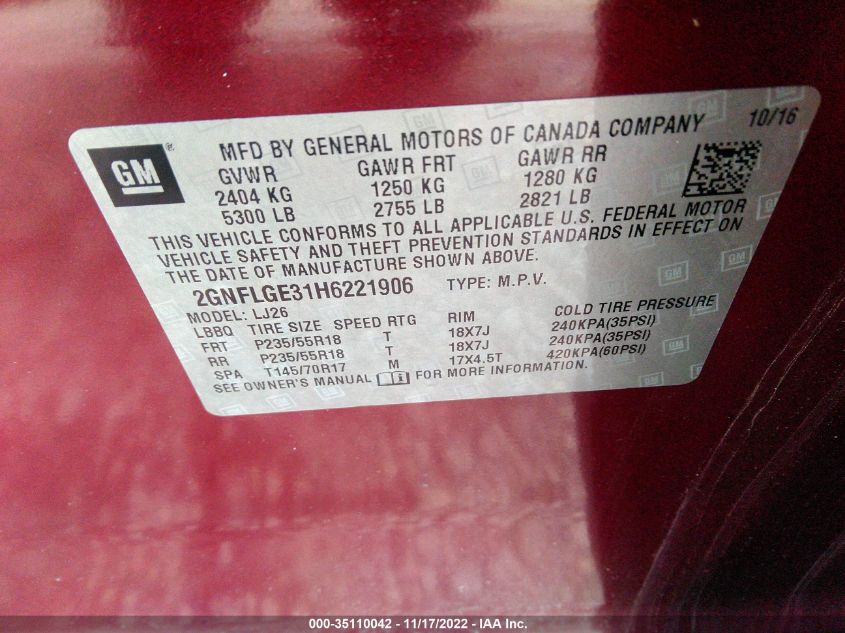 MFD BY GENERAL MOTORS OF CANADA COMPANY 10/16
GM
GVWR GAWR FRT GAWR RR
2404 KG 1250 KG 1280 KG
5300 LB 2755 LB 2821 LB
THIS VEHICLE CONFORMS TO ALL APPLICABLE U.S. FEDERAL MOTOR
VEHICLE SAFETY AND THEFT PREVENTION STANDARDS IN EFFECT ON
THE DATE OF MANUFACTURE SHOWN ABOVE.
2GNFLGE31H6221906 TYPE: M.P.V.
MODEL: LJ26
LBBQ TIRE SIZE SPEED RTG RIM COLD TIRE PRESSURE
FRT P235/55R18 T 18X7J 240KPA(35PSI)
RR P235/55R18 T 18X7J 240KPA(35PSI)
SPA T145/70R17 M 17X4.5T 420KPA(60PSI)
SEE OWNER'S MANUAL FOR MORE INFORMATION.
000-35110042 - 11/17/2022 - IAA Inc.